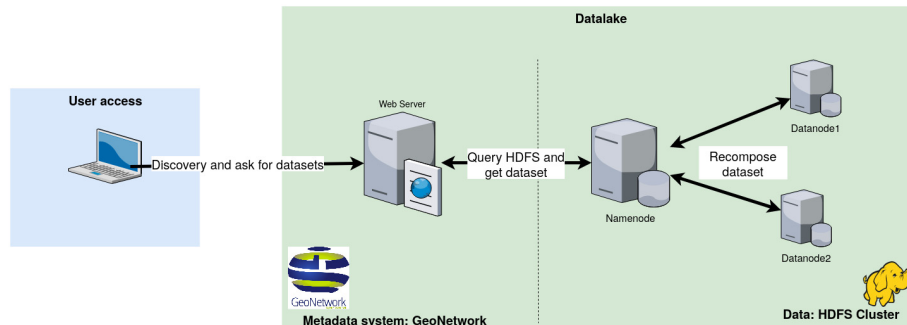 Datalake
User access
Web Server
Discovery and ask for datasets
Query HDFS and
get dataset
Namenode
Datanode1
Recompose
dataset
Datanode2
GeoNetwork
Metadata system: GeoNetwork
Data: HDFS Cluster